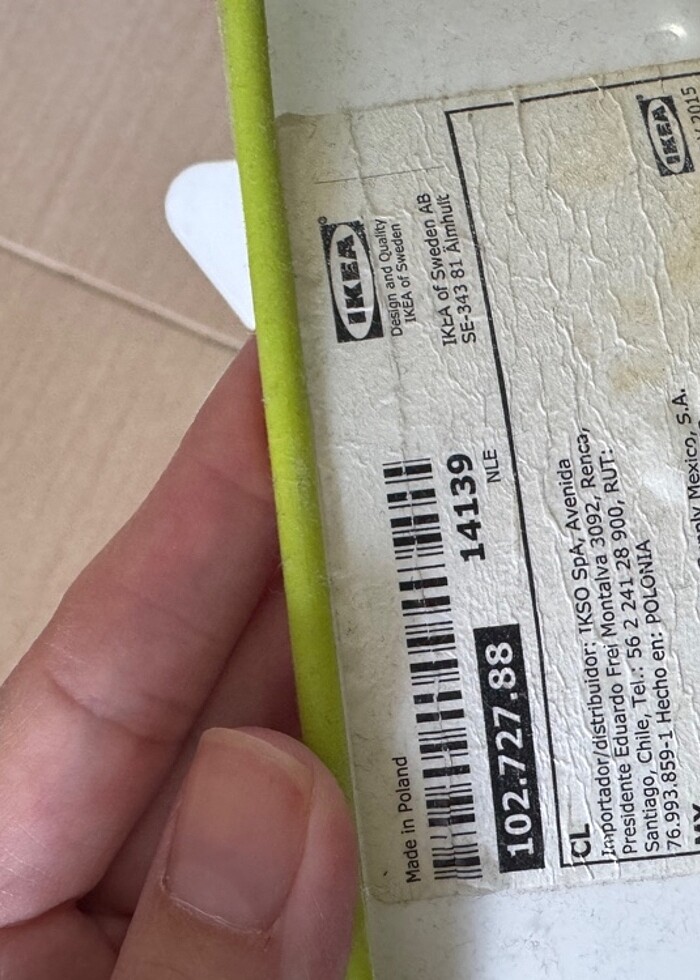 IKEA®
Design and Quality
IKEA of Sweden
IKEA of Sweden AB
SE-343 81 Älmhult
Made in Poland
14139
NLE
102.727.88
CL
Importador/distribuidor: IKSO SpA, Avenida
Presidente Eduardo Frei Montalva 3092, Renca,
Santiago, Chile, Tel.: 56 2 241 28 900, RUT:
76.993.859-1 Hecho en: POLONIA
IKEA®
2015
MX
Mexico, S.A.